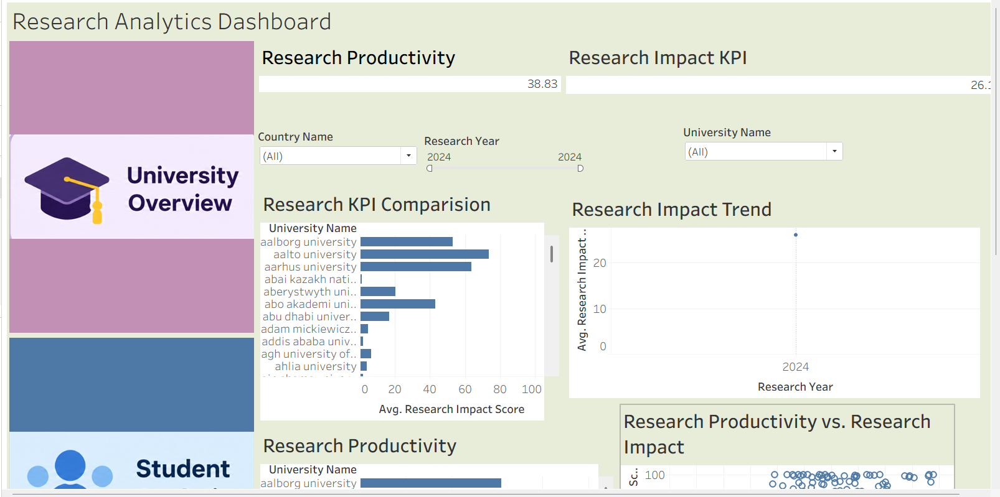 Research Analytics Dashboard
Research Productivity
38.83
Research Impact KPI
26.1
University
Overview
Country Name
(All)
Research Year
2024 2024
University Name
(All)
Research KPI Comparision
University Name
aalborg university
aalto university
aarhus university
abai kazakh nati..
aberystwyth uni..
abo akademi uni..
abu dhabi univer..
adam mickiewicz..
addis ababa univ..
agh university of..
ahlia university
0 20 40 60 80 100
Avg. Research Impact Score
Research Impact Trend
Avg. Research Impact ..
20
10
0
2024
Research Year
Student
Research Productivity
University Name
aalborg university
Research Productivity vs. Research
Impact
Sc..
100